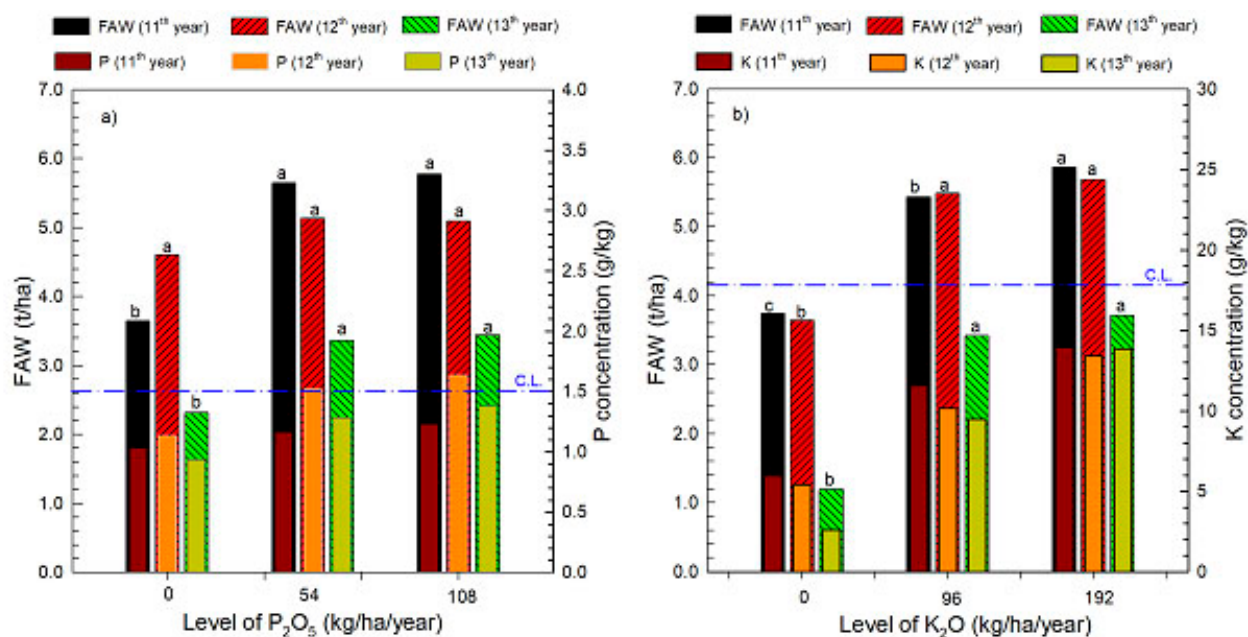 FAW (11th year) FAW (12th year) FAW (13th year)
P (11th year) P (12th year) P (13th year)
a)
7.0
6.0
5.0
4.0
3.0
2.0
1.0
0.0
FAW (t/ha)
b a b
a a a
a a a
C.L.
4.0
3.5
3.0
2.5
2.0
1.5
1.0
0.5
0.0
P concentration (g/kg)
0 54 108
Level of P2O5 (kg/ha/year)
FAW (11th year) FAW (12th year) FAW (13th year)
K (11th year) K (12th year) K (13th year)
b)
7.0
6.0
5.0
4.0
3.0
2.0
1.0
0.0
FAW (t/ha)
c b b
b a a
a a a
C.L.
30
25
20
15
10
5
0
K concentration (g/kg)
0 96 192
Level of K2O (kg/ha/year)